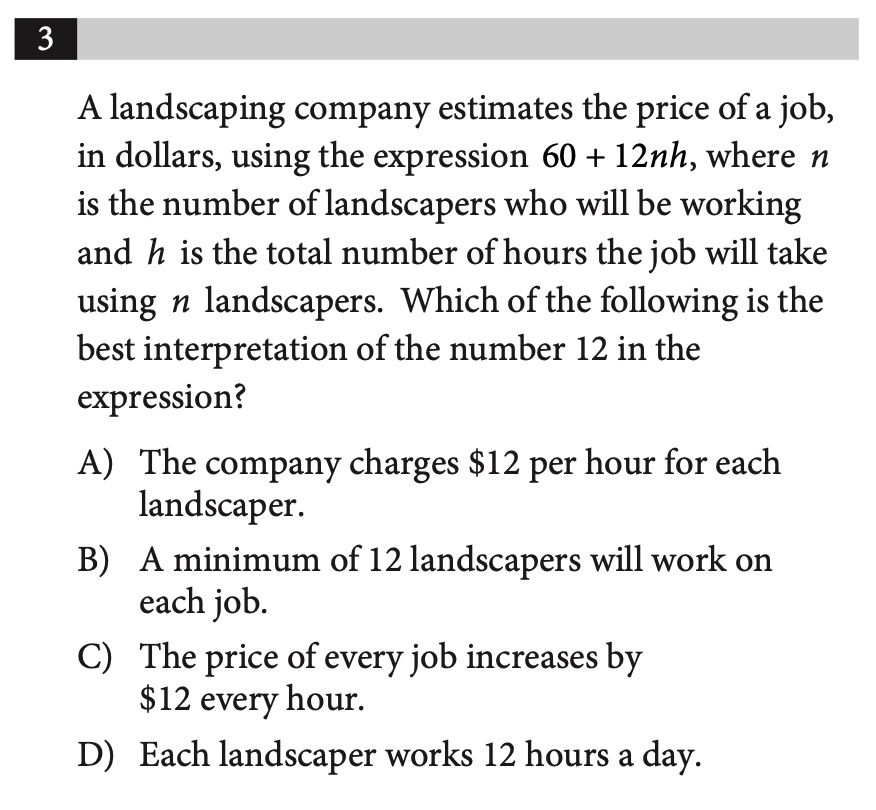 3
A landscaping company estimates the price of a job,
in dollars, using the expression 60 + 12nh, where n
is the number of landscapers who will be working
and h is the total number of hours the job will take
using n landscapers. Which of the following is the
best interpretation of the number 12 in the
expression?
A) The company charges $12 per hour for each
landscaper.
B) A minimum of 12 landscapers will work on
each job.
C) The price of every job increases by
$12 every hour.
D) Each landscaper works 12 hours a day.